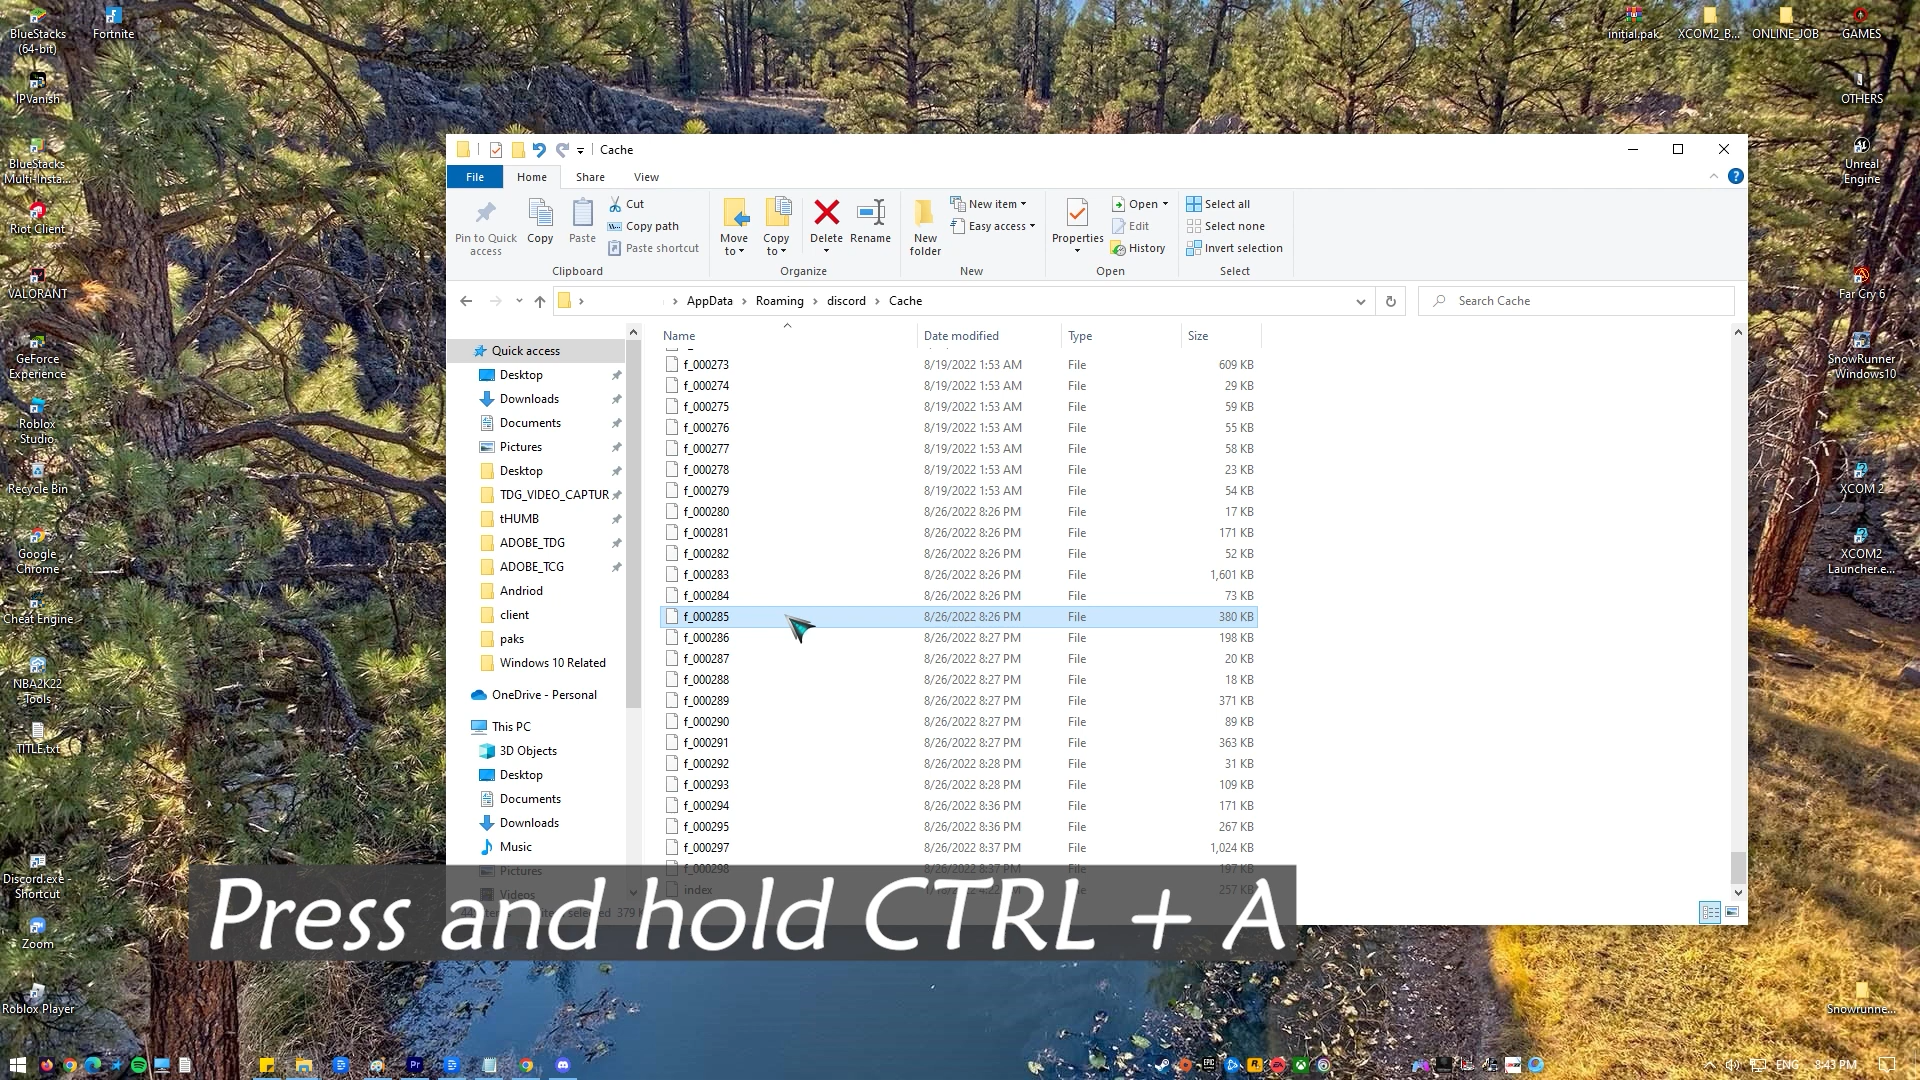 BlueStacks
(64-bit)
Fortnite
IPVanish
BlueStacks
Multi-Insta...
Riot Client
VALORANT
GeForce
Experience
Roblox
Studio
Recycle Bin
Google
Chrome
Cheat Engine
NBA2K22
Tools
TITLE.txt
Discord.exe -
Shortcut
Zoom
Roblox Player
initial.pak
XCOM2_B...
ONLINE_JOB
GAMES
OTHERS
Unreal
Engine
Far Cry 6
SnowRunner
Windows10
XCOM 2
XCOM2
Launcher.e...
Snowrunne...
Cache
File Home Share View
Pin to Quick
access
Copy
Paste
Cut
Copy path
Paste shortcut
Clipboard
Move
to
Copy
to
Delete
Rename
Organize
New
folder
New item
Easy access
New
Properties
Open
Edit
History
Open
Select all
Select none
Invert selection
Select
AppData Roaming discord Cache
Search Cache
Quick access
Desktop
Downloads
Documents
Pictures
Desktop
TDG_VIDEO_CAPTUR
tHUMB
ADOBE_TDG
ADOBE_TCG
Andriod
client
paks
Windows 10 Related
OneDrive - Personal
This PC
3D Objects
Desktop
Documents
Downloads
Music
Pictures
Videos
Name Date modified Type Size
f_000273 8/19/2022 1:53 AM File 609 KB
f_000274 8/19/2022 1:53 AM File 29 KB
f_000275 8/19/2022 1:53 AM File 59 KB
f_000276 8/19/2022 1:53 AM File 55 KB
f_000277 8/19/2022 1:53 AM File 58 KB
f_000278 8/19/2022 1:53 AM File 23 KB
f_000279 8/19/2022 1:53 AM File 54 KB
f_000280 8/26/2022 8:26 PM File 17 KB
f_000281 8/26/2022 8:26 PM File 171 KB
f_000282 8/26/2022 8:26 PM File 52 KB
f_000283 8/26/2022 8:26 PM File 1,601 KB
f_000284 8/26/2022 8:26 PM File 73 KB
f_000285 8/26/2022 8:26 PM File 380 KB
f_000286 8/26/2022 8:27 PM File 198 KB
f_000287 8/26/2022 8:27 PM File 20 KB
f_000288 8/26/2022 8:27 PM File 18 KB
f_000289 8/26/2022 8:27 PM File 371 KB
f_000290 8/26/2022 8:27 PM File 89 KB
f_000291 8/26/2022 8:27 PM File 363 KB
f_000292 8/26/2022 8:28 PM File 31 KB
f_000293 8/26/2022 8:28 PM File 109 KB
f_000294 8/26/2022 8:36 PM File 171 KB
f_000295 8/26/2022 8:36 PM File 267 KB
f_000297 8/26/2022 8:37 PM File 1,024 KB
f_000298 8/26/2022 8:37 PM File 197 KB
index File 257 KB
selected 379
Press and hold CTRL + A
ENG 8:43 PM